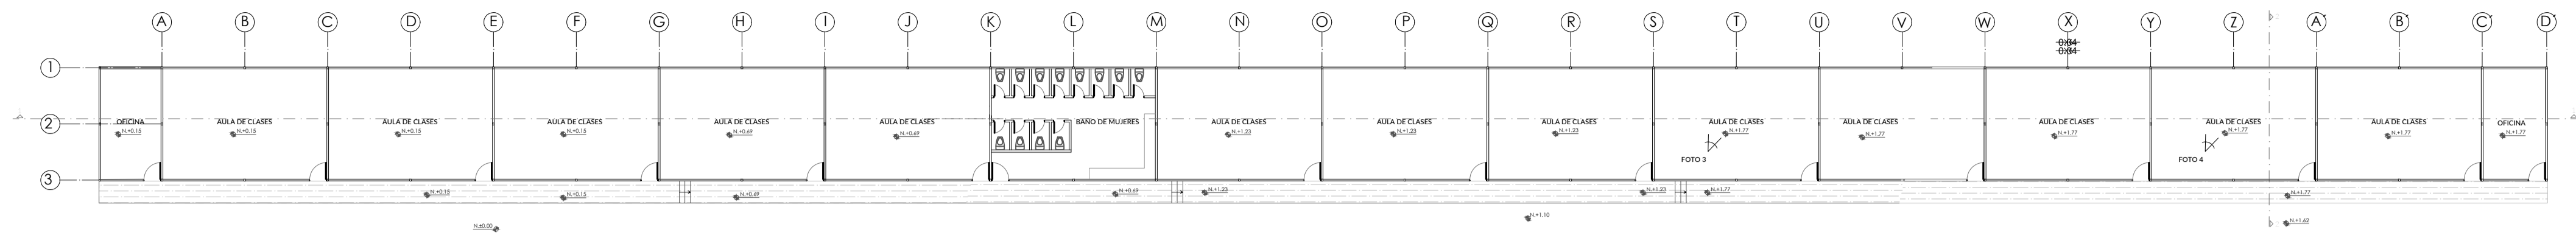 A B C D E F G H I J K L M N O P Q R S T U V W X Y Z A' B' C' D'
0.34
0.34
1
2
3
OFICINA
N.+0.15
AULA DE CLASES
N.+0.15
AULA DE CLASES
N.+0.15
AULA DE CLASES
N.+0.15
AULA DE CLASES
N.+0.69
AULA DE CLASES
N.+0.69
BAÑO DE MUJERES
AULA DE CLASES
N.+1.23
AULA DE CLASES
N.+1.23
AULA DE CLASES
N.+1.23
AULA DE CLASES
N.+1.77
FOTO 3
AULA DE CLASES
N.+1.77
AULA DE CLASES
N.+1.77
AULA DE CLASES
N.+1.77
FOTO 4
AULA DE CLASES
N.+1.77
OFICINA
N.+1.77
N.+0.15
N.+0.15
N.+0.69
N.+0.69
N.+1.23
N.+1.23
N.+1.77
N.+1.77
N.±0.00
N.+1.10
N.+1.62